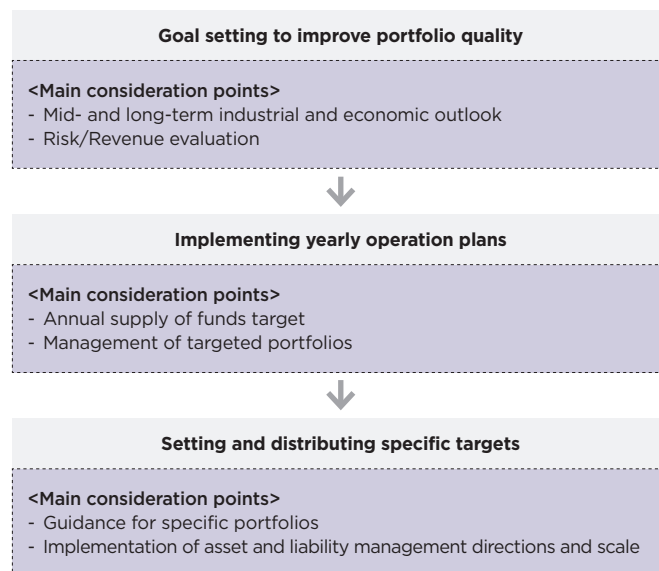 Goal setting to improve portfolio quality
<Main consideration points>
- Mid- and long-term industrial and economic outlook
- Risk/Revenue evaluation
Implementing yearly operation plans
<Main consideration points>
- Annual supply of funds target
- Management of targeted portfolios
Setting and distributing specific targets
<Main consideration points>
- Guidance for specific portfolios
- Implementation of asset and liability management directions and scale